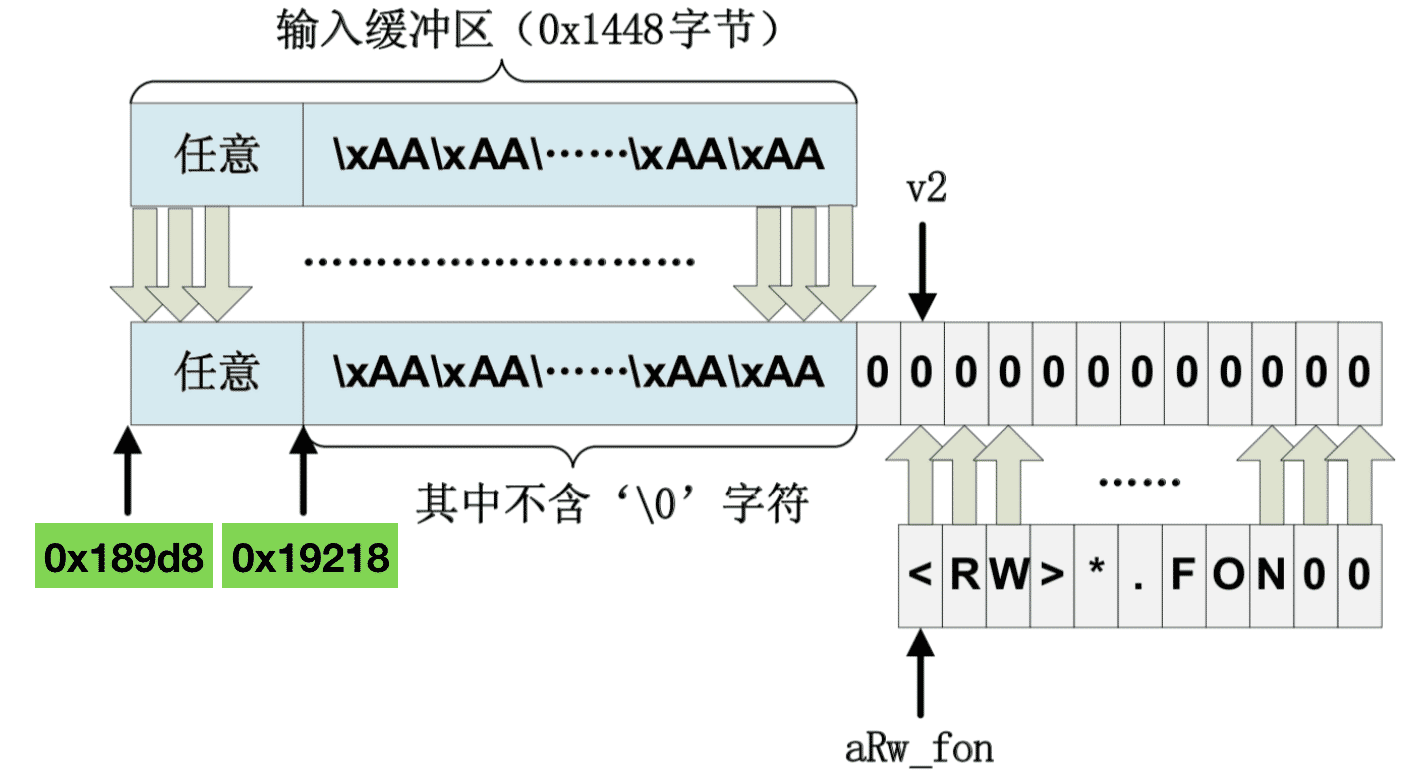 输入缓冲区（0x1448字节）
任意 \xAA\xAA\……\xAA\xAA
v2
任意 \xAA\xAA\……\xAA\xAA 0 0 0 0 0 0 0 0 0 0 0 0
其中不含‘\0’字符
……
0x189d8 0x19218
< R W > * . F O N 0 0
aRw_fon